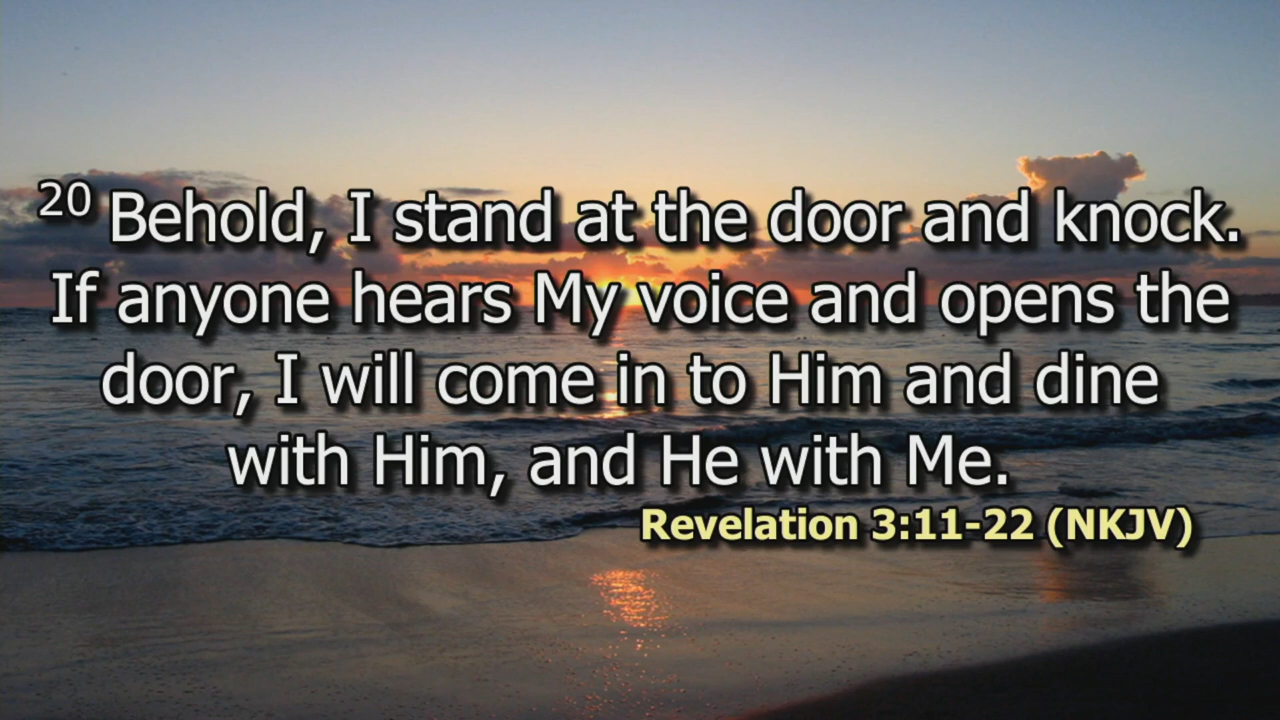 20 Behold, I stand at the door and knock.
If anyone hears My voice and opens the
door, I will come in to Him and dine
with Him, and He with Me.
Revelation 3:11-22 (NKJV)